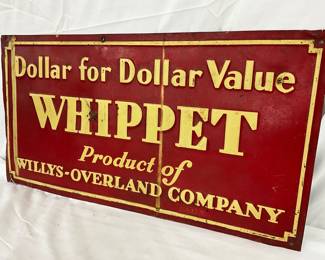 Dollar for Dollar Value
WHIPPET
Product of
WILLYS-OVERLAND COMPANY